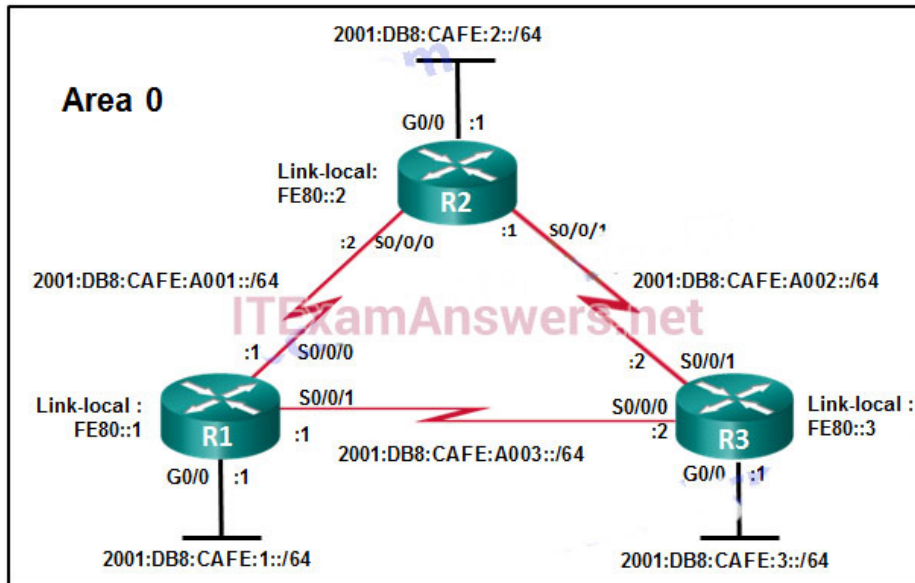 2001:DB8:CAFE:2::/64
Area 0
G0/0 :1
Link-local:
FE80::2
R2
:2 S0/0/0
:1 S0/0/1
2001:DB8:CAFE:A001::/64
2001:DB8:CAFE:A002::/64
ITExamAnswers.net
:1 S0/0/0
:2 S0/0/1
Link-local :
FE80::1
R1
S0/0/1
:1
S0/0/0
:2
R3
Link-local :
FE80::3
2001:DB8:CAFE:A003::/64
G0/0 :1
G0/0 :1
2001:DB8:CAFE:1::/64
2001:DB8:CAFE:3::/64